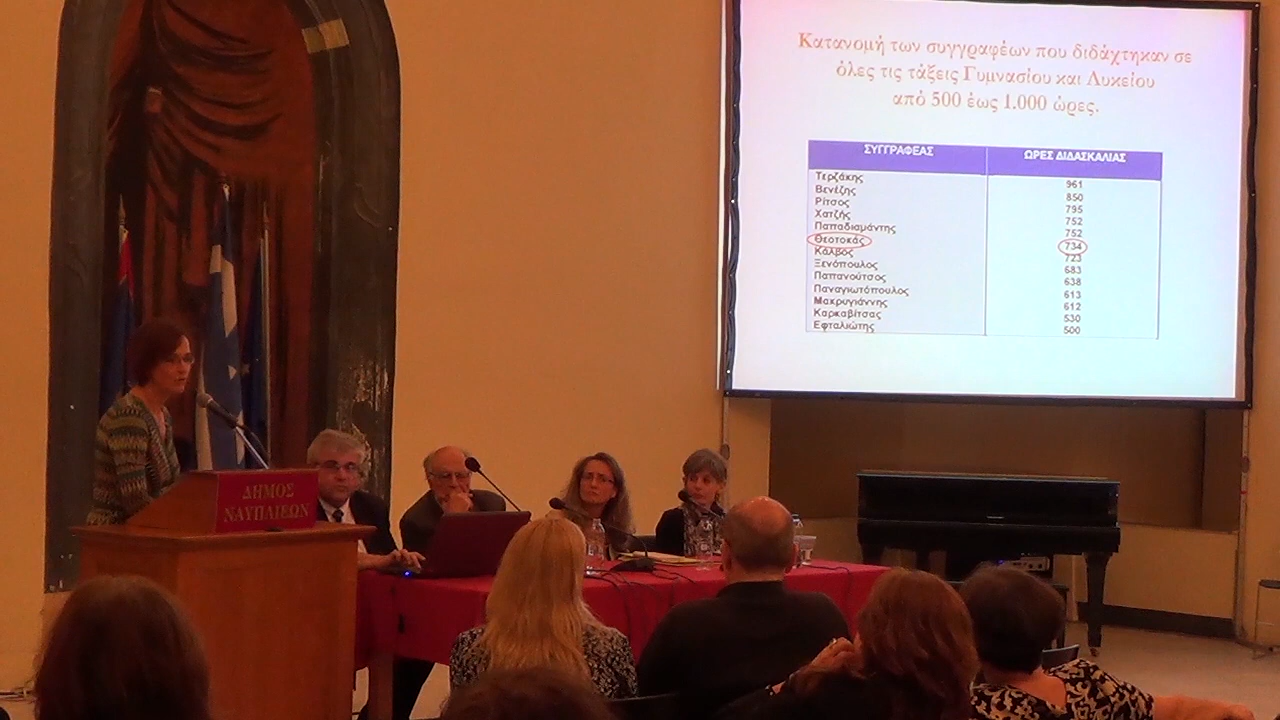 Κατανομή των συγγραφέων που διδάχτηκαν σε
όλες τις τάξεις Γυμνασίου και Λυκείου
από 500 έως 1.000 ώρες.
ΣΥΓΓΡΑΦΕΑΣ ΩΡΕΣ ΔΙΔΑΣΚΑΛΙΑΣ
Τερζάκης 961
Βενέζης 850
Ρίτσος 795
Χατζής 752
Παπαδιαμάντης 752
Θεοτοκάς 734
Κάλβος 723
Ξενόπουλος 683
Παπανούτσος 638
Παναγιωτόπουλος 613
Μακρυγιάννης 612
Καρκαβίτσας 530
Εφταλιώτης 500
ΔΗΜΟΣ
ΝΑΥΠΛΙΕΩΝ